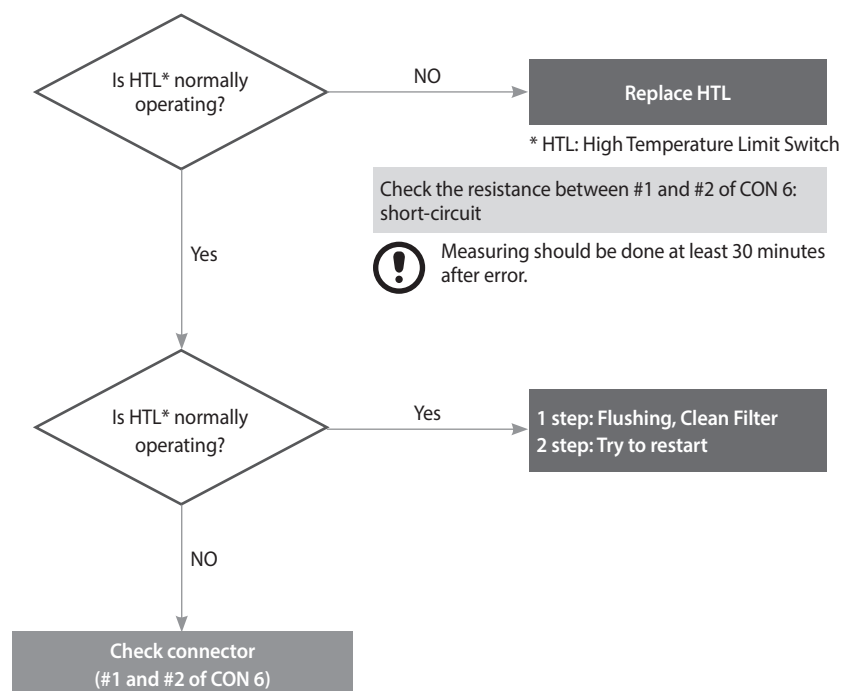 Is HTL* normally
operating?
NO
Replace HTL
* HTL: High Temperature Limit Switch
Check the resistance between #1 and #2 of CON 6:
short-circuit
Measuring should be done at least 30 minutes
after error.
Yes
Is HTL* normally
operating?
Yes
1 step: Flushing, Clean Filter
2 step: Try to restart
NO
Check connector
(#1 and #2 of CON 6)